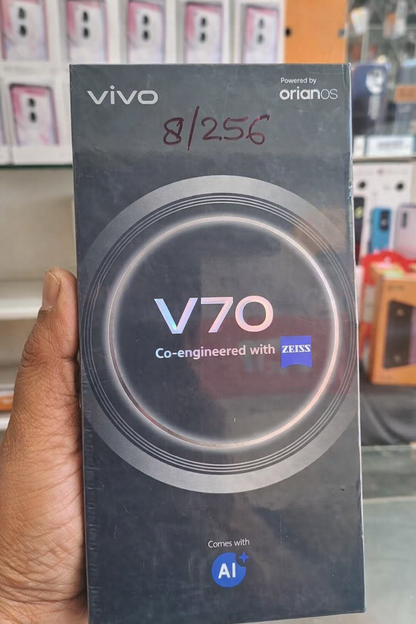 vivo
Powered by
orianOS
8/256
V70
Co-engineered with ZEISS
Comes with
AI